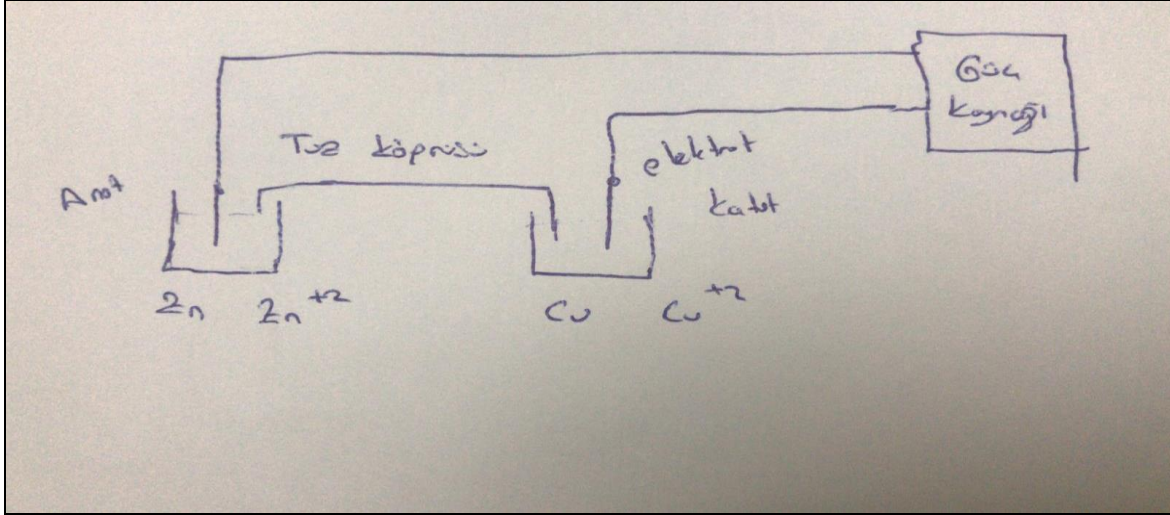 Güç
kaynağı
Tuz köprüsü
elektrot
Anot
katot
Zn Zn+2
Cu Cu+2